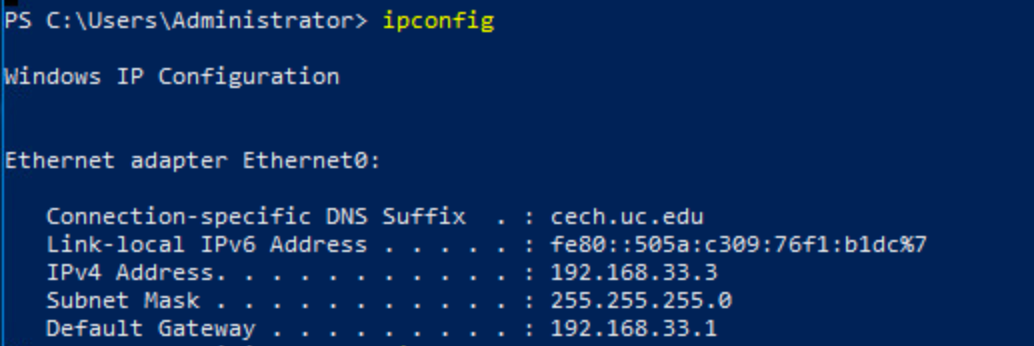 PS C:\Users\Administrator> ipconfig
Windows IP Configuration
Ethernet adapter Ethernet0:
Connection-specific DNS Suffix  . : cech.uc.edu
Link-local IPv6 Address . . . . . : fe80::505a:c309:76f1:b1dc%7
IPv4 Address. . . . . . . . . . . : 192.168.33.3
Subnet Mask . . . . . . . . . . . : 255.255.255.0
Default Gateway . . . . . . . . . : 192.168.33.1